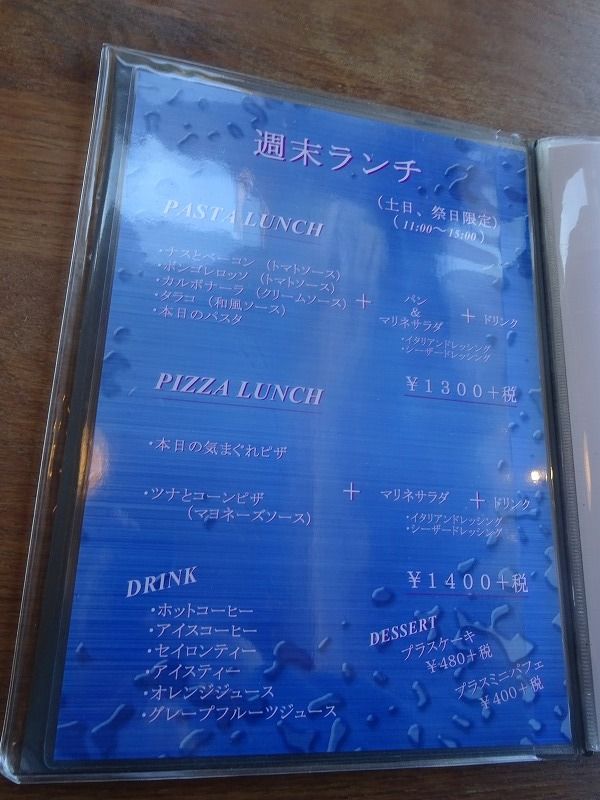 週末ランチ
(土日、祭日限定)
(11:00～15:00)
PASTA LUNCH
・ナスとベーコン (トマトソース)
・ボンゴレロッソ (トマトソース)
・カルボナーラ (クリームソース)
・タラコ (和風ソース)
・本日のパスタ
+
パン
&
マリネサラダ
・イタリアンドレッシング
・シーザードレッシング
+ ドリンク
¥1300+税
PIZZA LUNCH
・本日の気まぐれピザ
・ツナとコーンピザ
(マヨネーズソース)
+ マリネサラダ + ドリンク
・イタリアンドレッシング
・シーザードレッシング
¥1400+税
DRINK
・ホットコーヒー
・アイスコーヒー
・セイロンティー
・アイスティー
・オレンジジュース
・グレープフルーツジュース
DESSERT
プラスケーキ
¥480+税
プラスミニパフェ
¥400+税